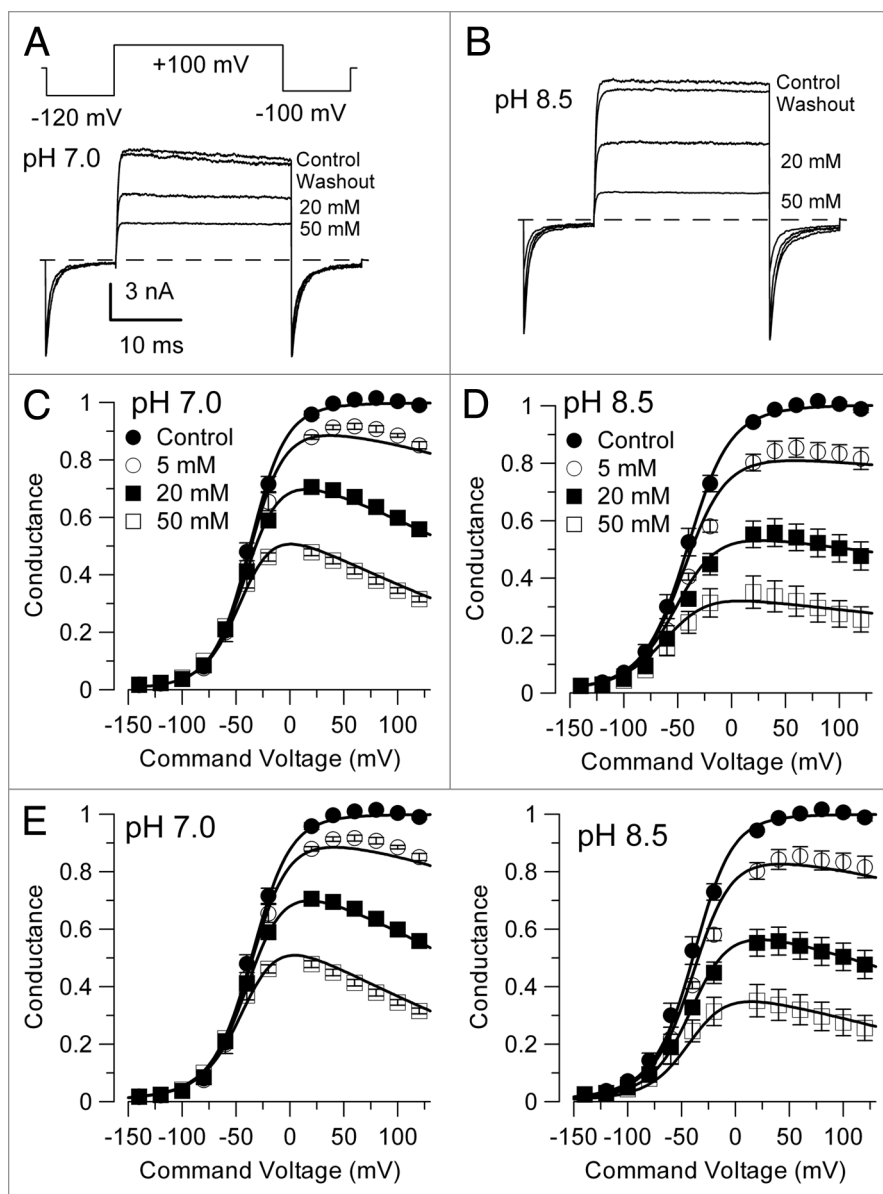 A
+100 mV
-120 mV
-100 mV
pH 7.0
Control
Washout
20 mM
50 mM
3 nA
10 ms
B
pH 8.5
Control
Washout
20 mM
50 mM
C
pH 7.0
Control
5 mM
20 mM
50 mM
Conductance
1
0.8
0.6
0.4
0.2
0
-150 -100 -50 0 50 100
Command Voltage (mV)
D
pH 8.5
Control
5 mM
20 mM
50 mM
Conductance
1
0.8
0.6
0.4
0.2
0
-150 -100 -50 0 50 100
Command Voltage (mV)
E
pH 7.0
Conductance
1
0.8
0.6
0.4
0.2
0
-150 -100 -50 0 50 100
Command Voltage (mV)
pH 8.5
Conductance
1
0.8
0.6
0.4
0.2
0
-150 -100 -50 0 50 100
Command Voltage (mV)